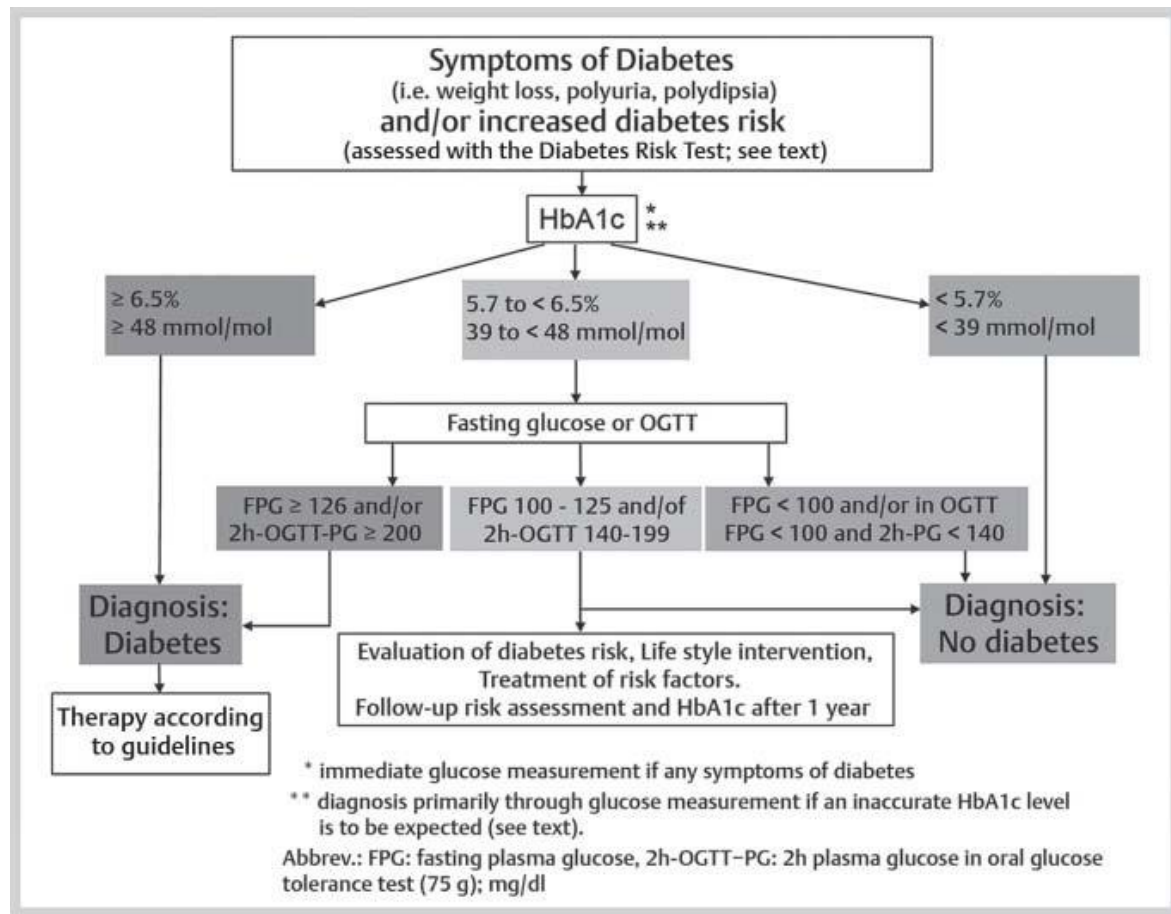 Symptoms of Diabetes
(i.e. weight loss, polyuria, polydipsia)
and/or increased diabetes risk
(assessed with the Diabetes Risk Test; see text)
HbA1c *
**
≥ 6.5%
≥ 48 mmol/mol
5.7 to < 6.5%
39 to < 48 mmol/mol
< 5.7%
< 39 mmol/mol
Fasting glucose or OGTT
FPG ≥ 126 and/or
2h-OGTT-PG ≥ 200
FPG 100 - 125 and/of
2h-OGTT 140-199
FPG < 100 and/or in OGTT
FPG < 100 and 2h-PG < 140
Diagnosis:
Diabetes
Diagnosis:
No diabetes
Evaluation of diabetes risk, Life style intervention,
Treatment of risk factors.
Follow-up risk assessment and HbA1c after 1 year
Therapy according
to guidelines
* immediate glucose measurement if any symptoms of diabetes
** diagnosis primarily through glucose measurement if an inaccurate HbA1c level
is to be expected (see text).
Abbrev.: FPG: fasting plasma glucose, 2h-OGTT–PG: 2h plasma glucose in oral glucose
tolerance test (75 g); mg/dl